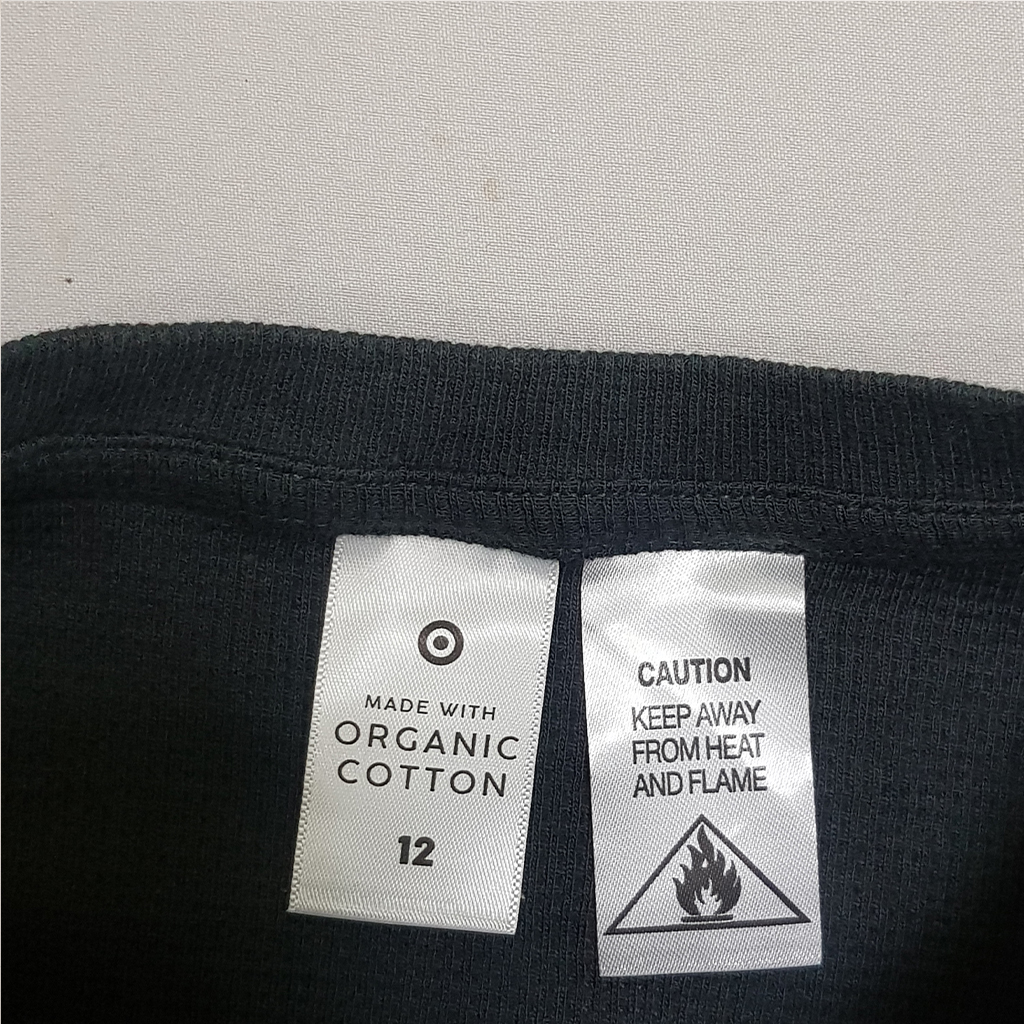 MADE WITH
ORGANIC
COTTON
12
CAUTION
KEEP AWAY
FROM HEAT
AND FLAME